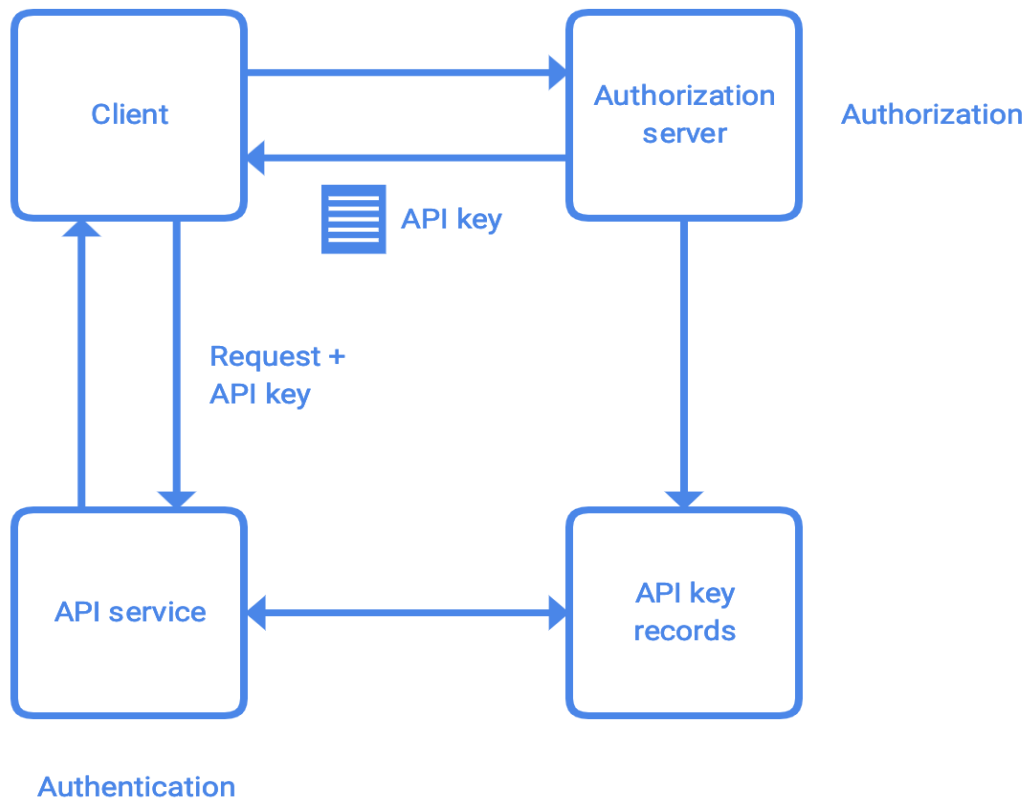 Client
Authorization
server
Authorization
API key
Request +
API key
API service
API key
records
Authentication